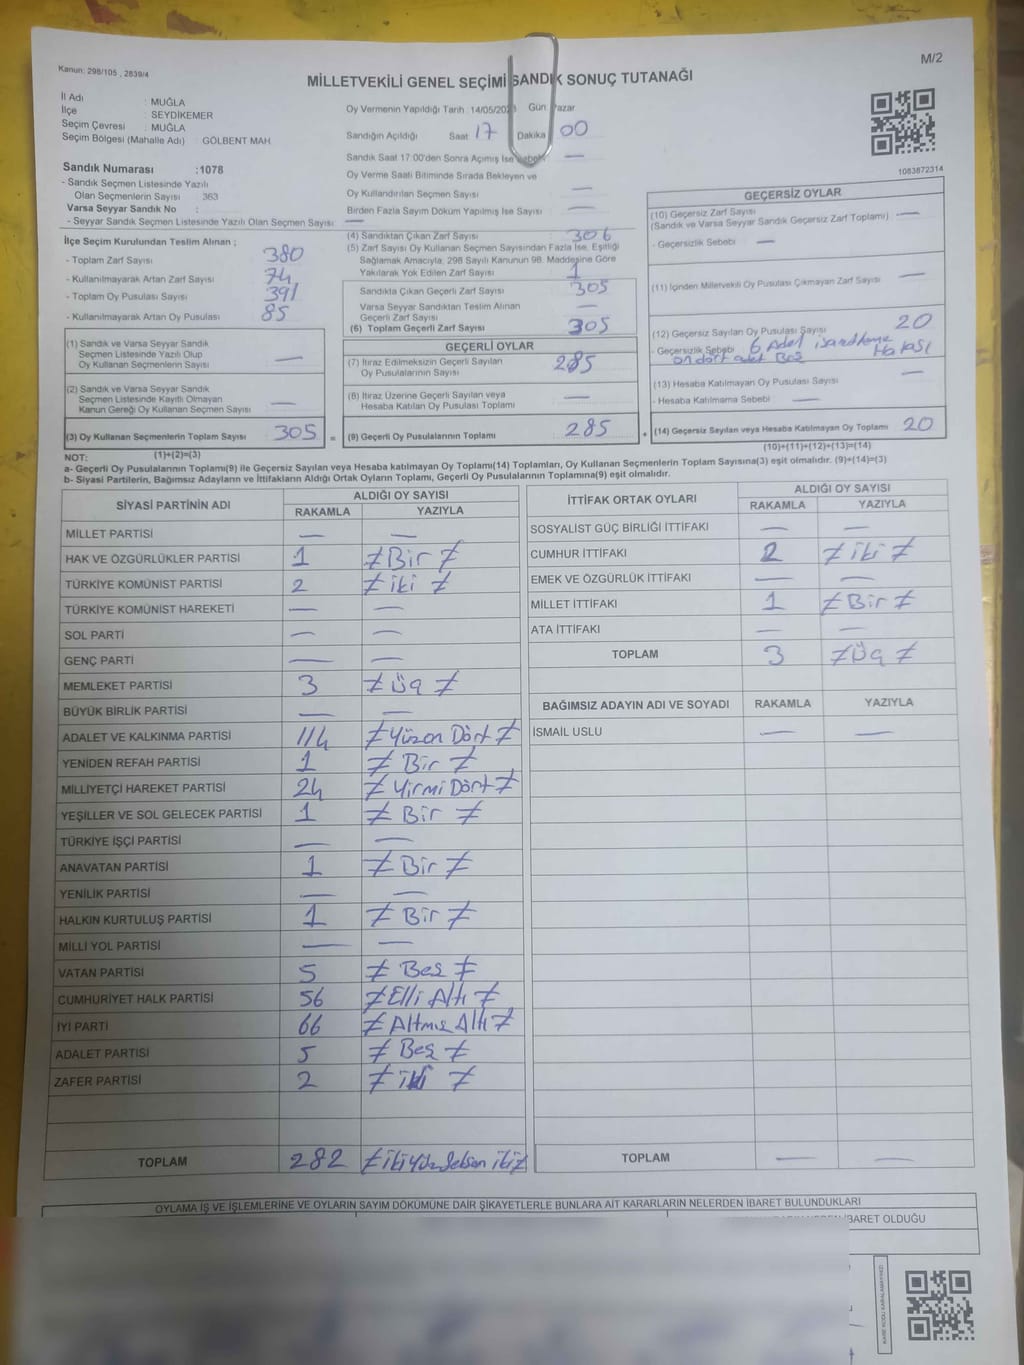 Kanun: 298/105 , 2839/4
M/2
MİLLETVEKİLİ GENEL SEÇİMİ SANDIK SONUÇ TUTANAĞI
İl Adı : MUĞLA
İlçe : SEYDİKEMER
Seçim Çevresi : MUĞLA
Seçim Bölgesi (Mahalle Adı) : GÖLBENT MAH
Sandık Numarası :1078
- Sandık Seçmen Listesinde Yazılı
Olan Seçmenlerin Sayısı : 363
Varsa Seyyar Sandık No :
- Seyyar Sandık Seçmen Listesinde Yazılı Olan Seçmen Sayısı : —
Oy Vermenin Yapıldığı Tarih :14/05/202 Gün : Pazar
Sandığın Açıldığı Saat 17 Dakika 00
Sandık Saat 17.00'den Sonra Açımış İse —
Oy Verme Saati Bitiminde Sırada Bekleyen ve
Oy Kullandırılan Seçmen Sayısı —
Birden Fazla Sayım Döküm Yapılmış İse Sayısı —
1083872314
İlçe Seçim Kurulundan Teslim Alınan ;
- Toplam Zarf Sayısı 380
- Kullanılmayarak Artan Zarf Sayısı 74
- Toplam Oy Pusulası Sayısı 391
- Kullanılmayarak Artan Oy Pusulası 85
(1) Sandık ve Varsa Seyyar Sandık
Seçmen Listesinde Yazılı Olup
Oy Kullanan Seçmenlerin Sayısı —
(2) Sandık ve Varsa Seyyar Sandık
Seçmen Listesinde Kayıtlı Olmayan
Kanun Gereği Oy Kullanan Seçmen Sayısı —
(3) Oy Kullanan Seçmenlerin Toplam Sayısı 305 =
(1)+(2)=(3)
(4) Sandıktan Çıkan Zarf Sayısı 306
(5) Zarf Sayısı Oy Kullanan Seçmen Sayısından Fazla İse, Eşitliği
Sağlamak Amacıyla, 298 Sayılı Kanunun 98. Maddesine Göre
Yakılarak Yok Edilen Zarf Sayısı 1
Sandıkta Çıkan Geçerli Zarf Sayısı 305
Varsa Seyyar Sandıktan Teslim Alınan
Geçerli Zarf Sayısı —
(6) Toplam Geçerli Zarf Sayısı 305
GEÇERLİ OYLAR
(7) İtiraz Edilmeksizin Geçerli Sayılan
Oy Pusulalarının Sayısı 285
(8) İtiraz Üzerine Geçerli Sayılan veya
Hesaba Katılan Oy Pusulası Toplamı —
(9) Geçerli Oy Pusulalarının Toplamı 285 +
GEÇERSİZ OYLAR
(10) Geçersiz Zarf Sayısı —
(Sandık ve Varsa Seyyar Sandık Geçersiz Zarf Toplamı)
- Geçersizlik Sebebi —
(11) İçinden Milletvekili Oy Pusulası Çıkmayan Zarf Sayısı —
(12) Geçersiz Sayılan Oy Pusulası Sayısı 20
- Geçersizlik Sebebi 6 Adet işaretleme Hatası
ondört adet Boş
(13) Hesaba Katılmayan Oy Pusulası Sayısı —
- Hesaba Katılmama Sebebi —
(14) Geçersiz Sayılan veya Hesaba Katılmayan Oy Toplamı 20
(10)+(11)+(12)+(13)=(14)
NOT:
a- Geçerli Oy Pusulalarının Toplamı(9) ile Geçersiz Sayılan veya Hesaba katılmayan Oy Toplamı(14) Toplamları, Oy Kullanan Seçmenlerin Toplam Sayısına(3) eşit olmalıdır. (9)+(14)=(3)
b- Siyasi Partilerin, Bağımsız Adayların ve İttifakların Aldığı Ortak Oyların Toplamı, Geçerli Oy Pusulalarının Toplamına(9) eşit olmalıdır.
SİYASİ PARTİNİN ADI ALDIĞI OY SAYISI
RAKAMLA YAZIYLA
MİLLET PARTİSİ — —
HAK VE ÖZGÜRLÜKLER PARTİSİ 1 ≠ Bir ≠
TÜRKİYE KOMÜNİST PARTİSİ 2 ≠ iki ≠
TÜRKİYE KOMÜNİST HAREKETİ — —
SOL PARTİ — —
GENÇ PARTİ — —
MEMLEKET PARTİSİ 3 ≠ Üç ≠
BÜYÜK BİRLİK PARTİSİ — —
ADALET VE KALKINMA PARTİSİ 114 ≠ Yüzon Dört ≠
YENİDEN REFAH PARTİSİ 1 ≠ Bir ≠
MİLLİYETÇİ HAREKET PARTİSİ 24 ≠ Yirmi Dört ≠
YEŞİLLER VE SOL GELECEK PARTİSİ 1 ≠ Bir ≠
TÜRKİYE İŞÇİ PARTİSİ — —
ANAVATAN PARTİSİ 1 ≠ Bir ≠
YENİLİK PARTİSİ — —
HALKIN KURTULUŞ PARTİSİ 1 ≠ Bir ≠
MİLLİ YOL PARTİSİ — —
VATAN PARTİSİ 5 ≠ Beş ≠
CUMHURİYET HALK PARTİSİ 56 ≠ Elli Altı ≠
İYİ PARTİ 66 ≠ Altmış Altı ≠
ADALET PARTİSİ 5 ≠ Beş ≠
ZAFER PARTİSİ 2 ≠ iki ≠
TOPLAM 282 ≠ ikiYüzSeksen iki ≠
İTTİFAK ORTAK OYLARI ALDIĞI OY SAYISI
RAKAMLA YAZIYLA
SOSYALİST GÜÇ BİRLİĞİ İTTİFAKI — —
CUMHUR İTTİFAKI 2 ≠ iki ≠
EMEK VE ÖZGÜRLÜK İTTİFAKI — —
MİLLET İTTİFAKI 1 ≠ Bir ≠
ATA İTTİFAKI — —
TOPLAM 3 ≠ Üç ≠
BAĞIMSIZ ADAYIN ADI VE SOYADI RAKAMLA YAZIYLA
İSMAİL USLU — —
TOPLAM — —
OYLAMA İŞ VE İŞLEMLERİNE VE OYLARIN SAYIM DÖKÜMÜNE DAİR ŞİKAYETLERLE BUNLARA AİT KARARLARIN NELERDEN İBARET BULUNDUKLARI
İBARET OLDUĞU
KARE KODU KARALAMAYINIZ!